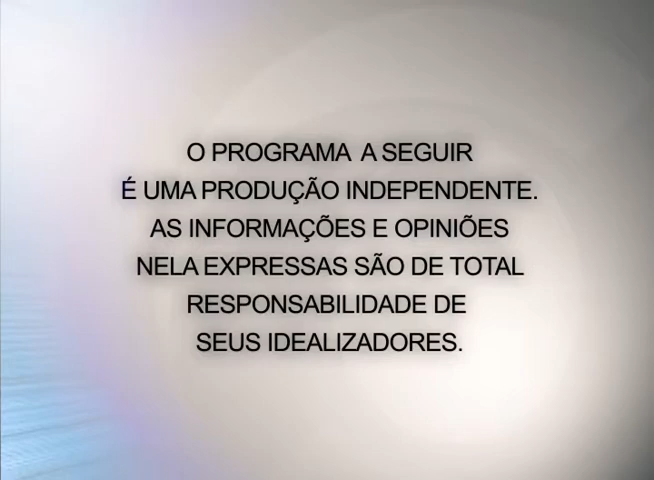 O PROGRAMA A SEGUIR
É UMA PRODUÇÃO INDEPENDENTE.
AS INFORMAÇÕES E OPINIÕES
NELA EXPRESSAS SÃO DE TOTAL
RESPONSABILIDADE DE
SEUS IDEALIZADORES.